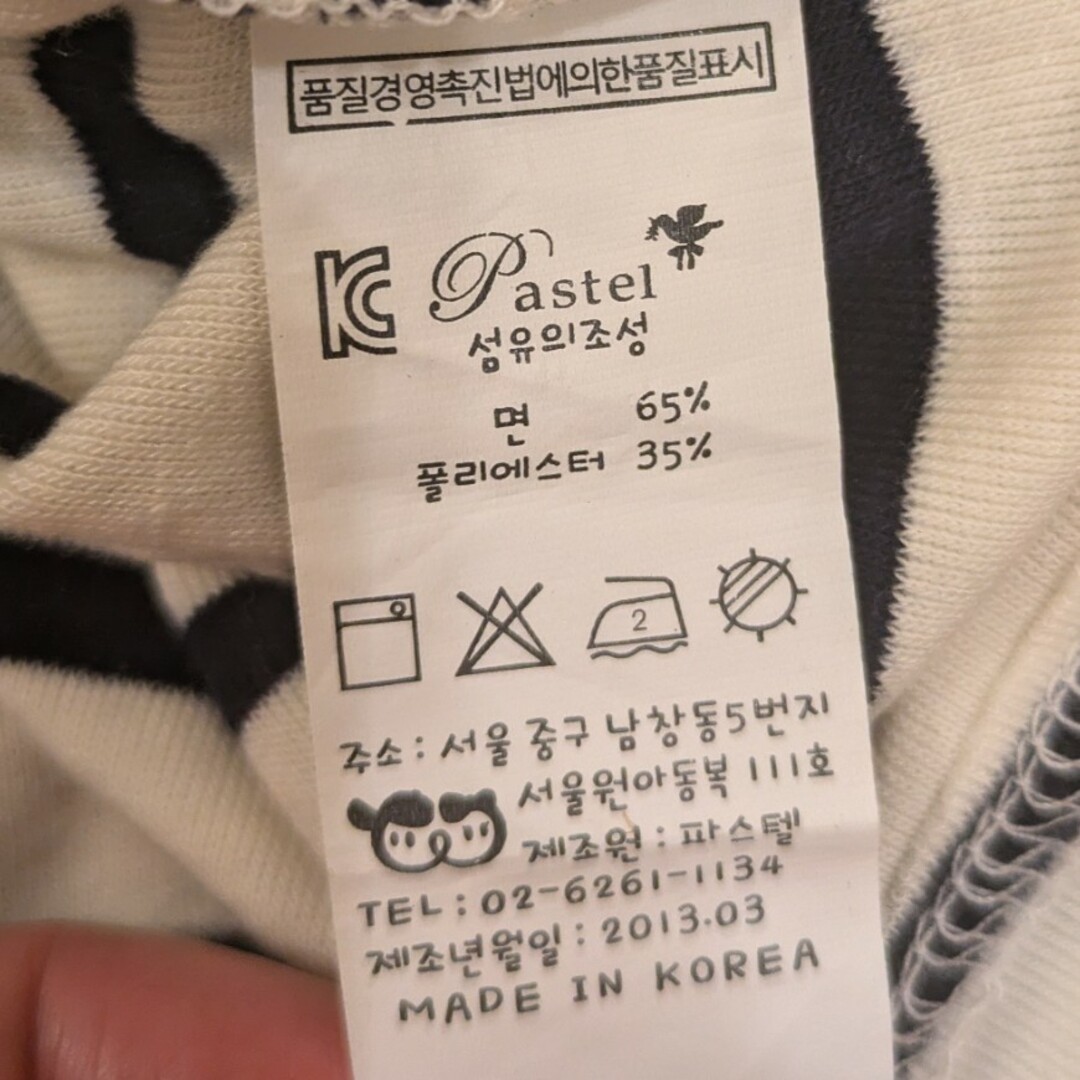 품질경영촉진법에의한품질표시
KC Pastel
섬유의조성
면 65%
폴리에스터 35%
2
주소: 서울 중구 남창동5번지
서울원아동복 111호
제조원: 파스텔
TEL: 02-6261-1134
제조년월일: 2013.03
MADE IN KOREA